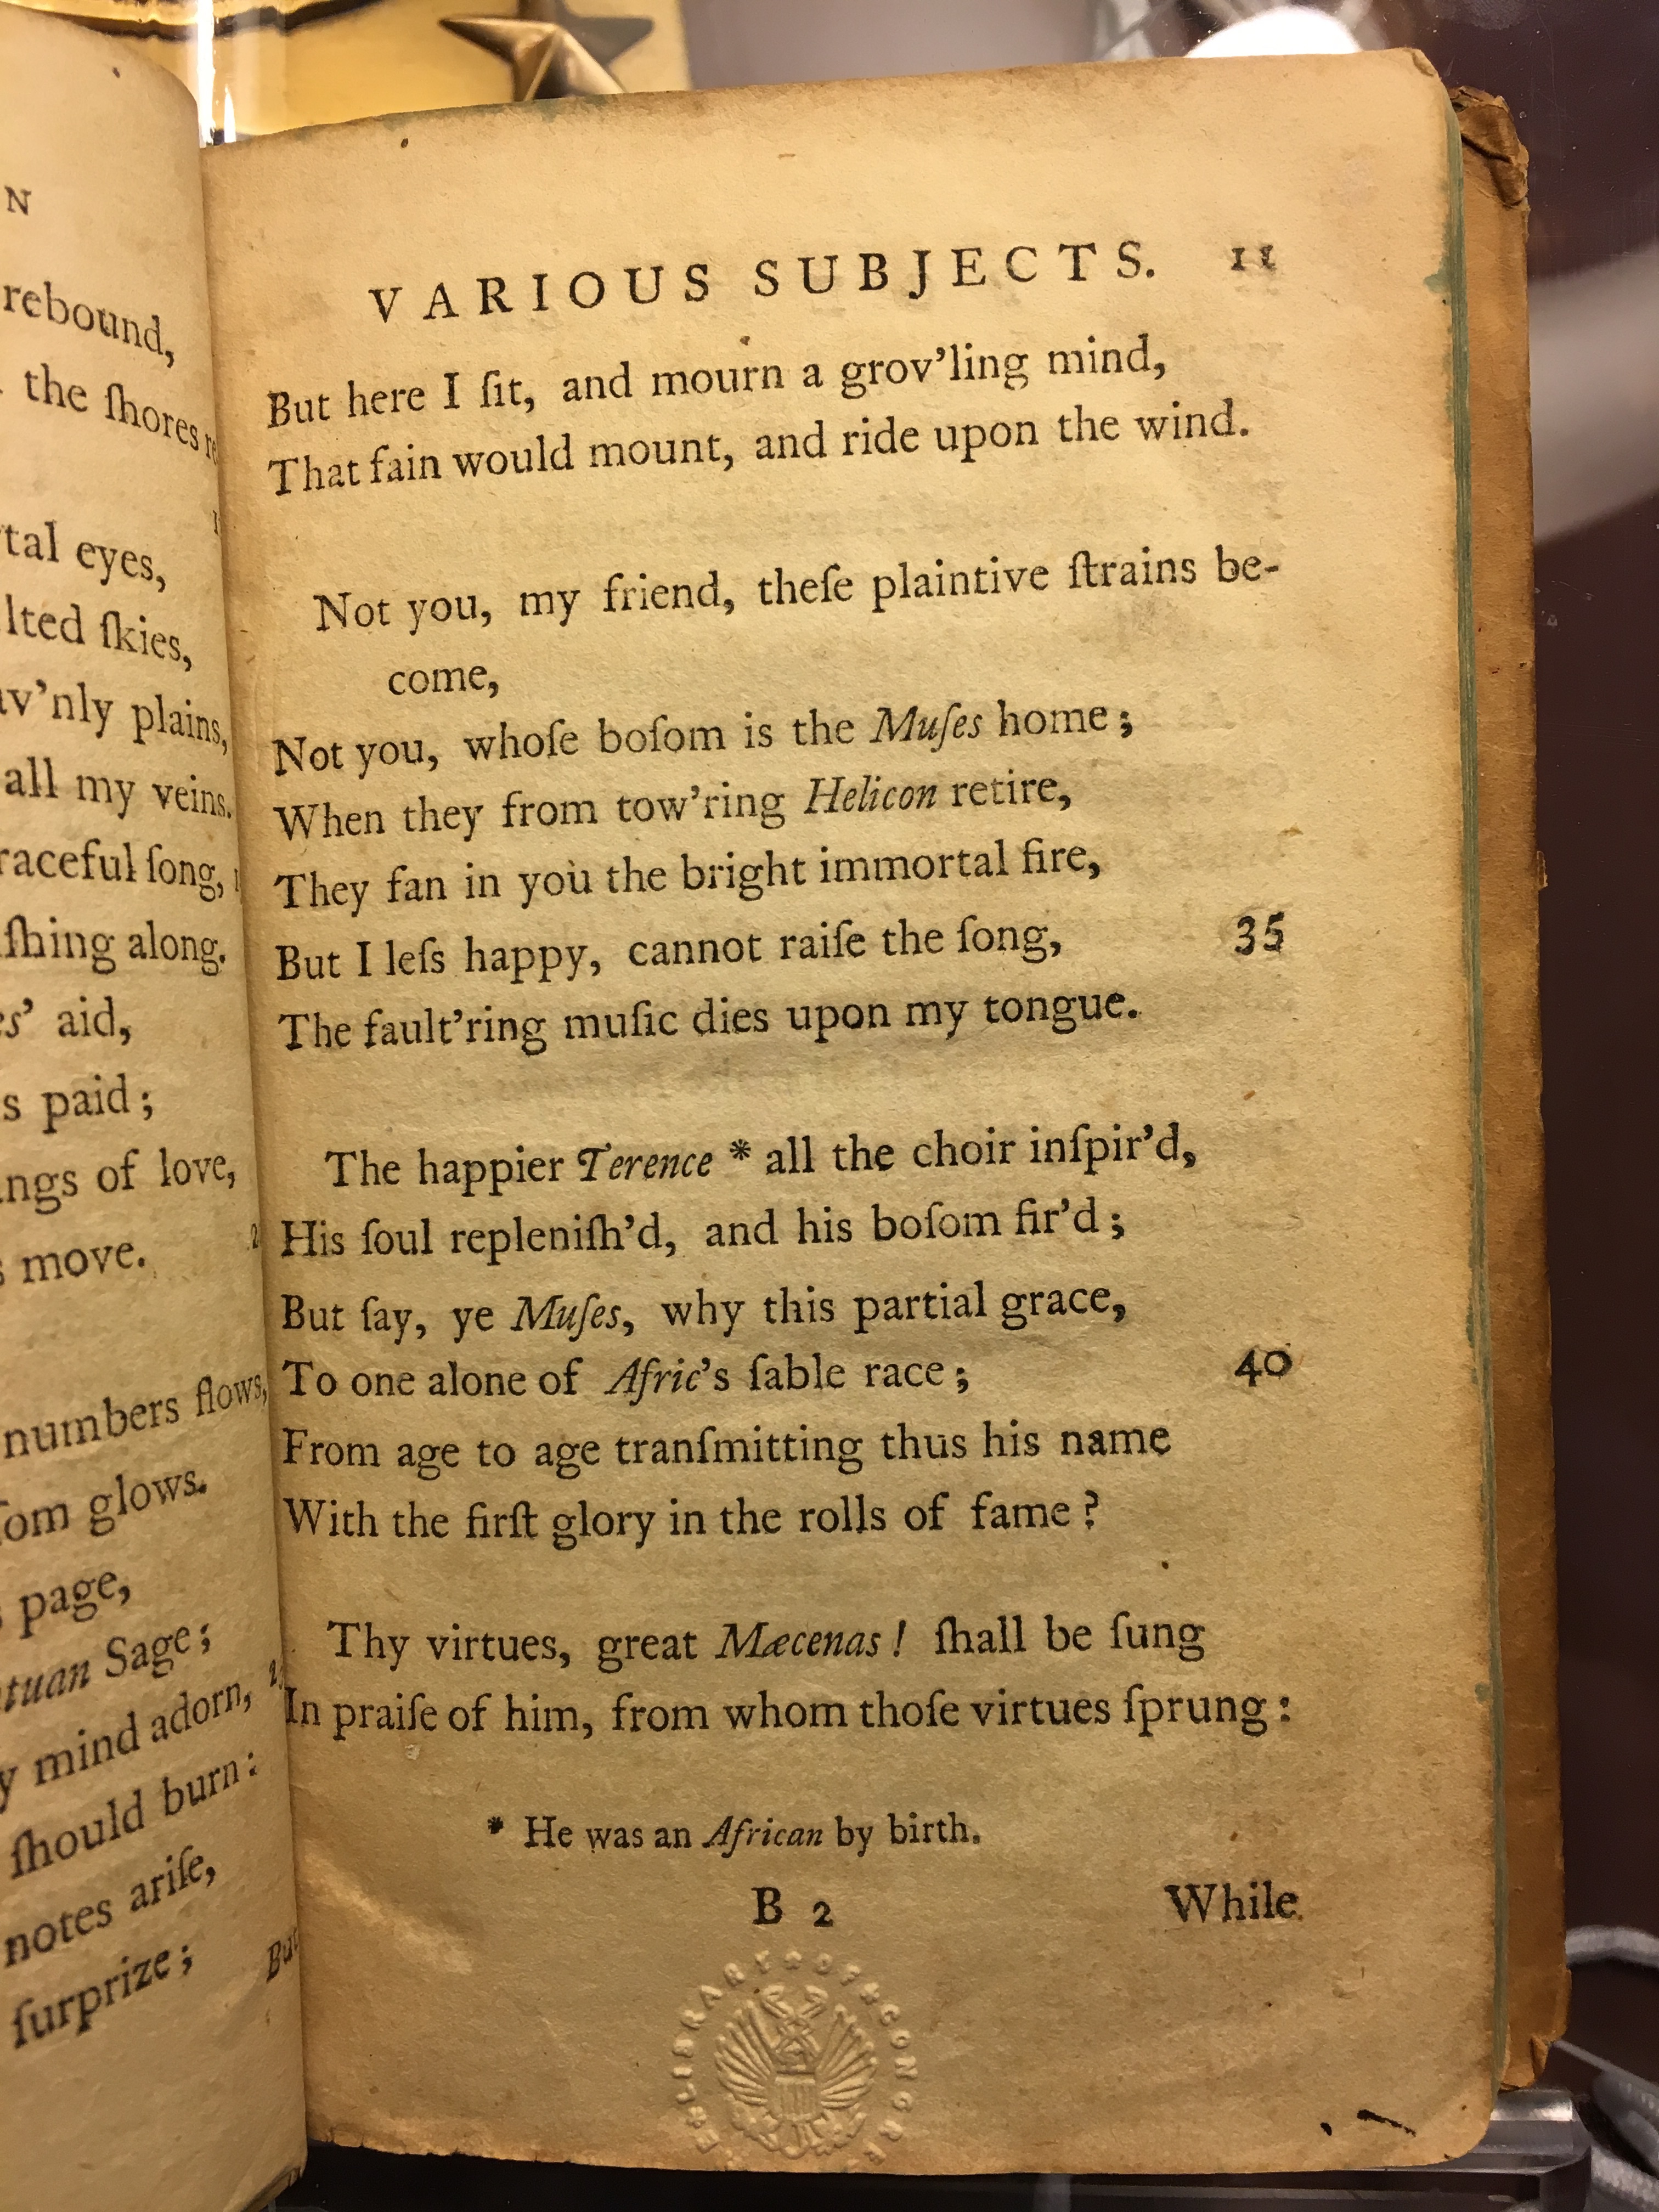 N
rebound,
the ſhores
tal eyes,
lted ſkies,
v'nly plains,
all my veins.
raceful ſong,
ſhing along.
s' aid,
s paid;
ngs of love,
move.
numbers flows,
ſom glows.
page,
tuan Sage;
y mind adorn,
ſhould burn:
notes ariſe,
ſurprize;
But
VARIOUS SUBJECTS. 11
But here I ſit, and mourn a grov'ling mind,
That fain would mount, and ride upon the wind.
Not you, my friend, theſe plaintive ſtrains be-
come,
Not you, whoſe boſom is the Muſes home;
When they from tow'ring Helicon retire,
They fan in you the bright immortal fire,
But I leſs happy, cannot raiſe the ſong, 35
The fault'ring muſic dies upon my tongue.
The happier Terence * all the choir inſpir'd,
His ſoul repleniſh'd, and his boſom fir'd;
But ſay, ye Muſes, why this partial grace,
To one alone of Afric's ſable race; 40
From age to age tranſmitting thus his name
With the firſt glory in the rolls of fame?
Thy virtues, great Mæcenas! ſhall be ſung
In praiſe of him, from whom thoſe virtues ſprung:
* He was an African by birth.
B 2 While
LIBRARY OF CONGRE